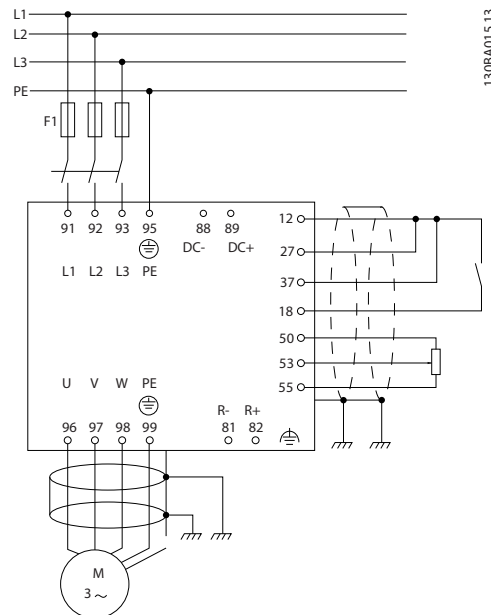 L1
L2
L3
PE
F1
130BA015.13
91 92 93 95 88 89
DC- DC+
L1 L2 L3 PE
12
27
37
18
50
53
55
U V W PE
R- R+
96 97 98 99 81 82
M
3 ~